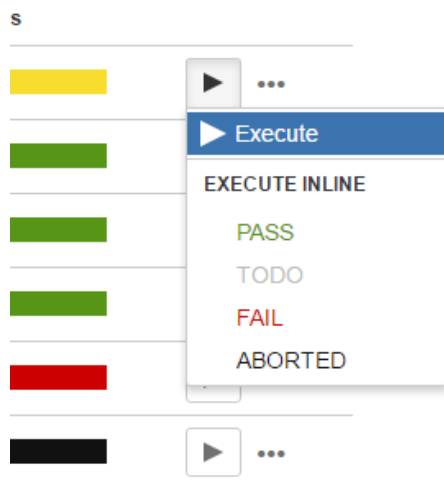 s
Execute
EXECUTE INLINE
PASS
TODO
FAIL
ABORTED